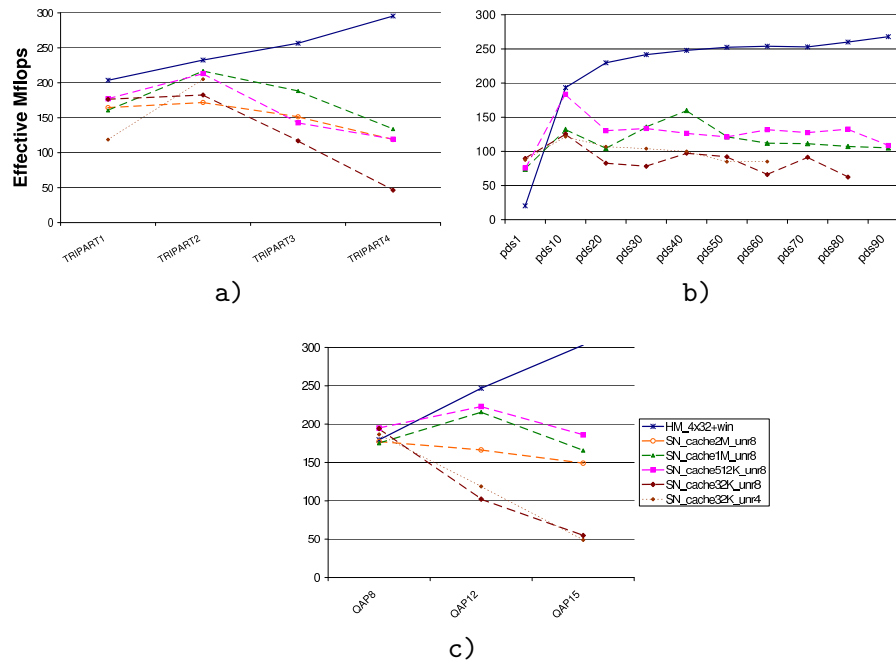 300
250
200
150
100
50
0
Effective Mflops
TRIPART1
TRIPART2
TRIPART3
TRIPART4
a)
300
250
200
150
100
50
0
pds1
pds10
pds20
pds30
pds40
pds50
pds60
pds70
pds80
pds90
b)
300
250
200
150
100
50
0
QAP8
QAP12
QAP15
HM_4x32+win
SN_cache2M_unr8
SN_cache1M_unr8
SN_cache512K_unr8
SN_cache32K_unr8
SN_cache32K_unr4
c)